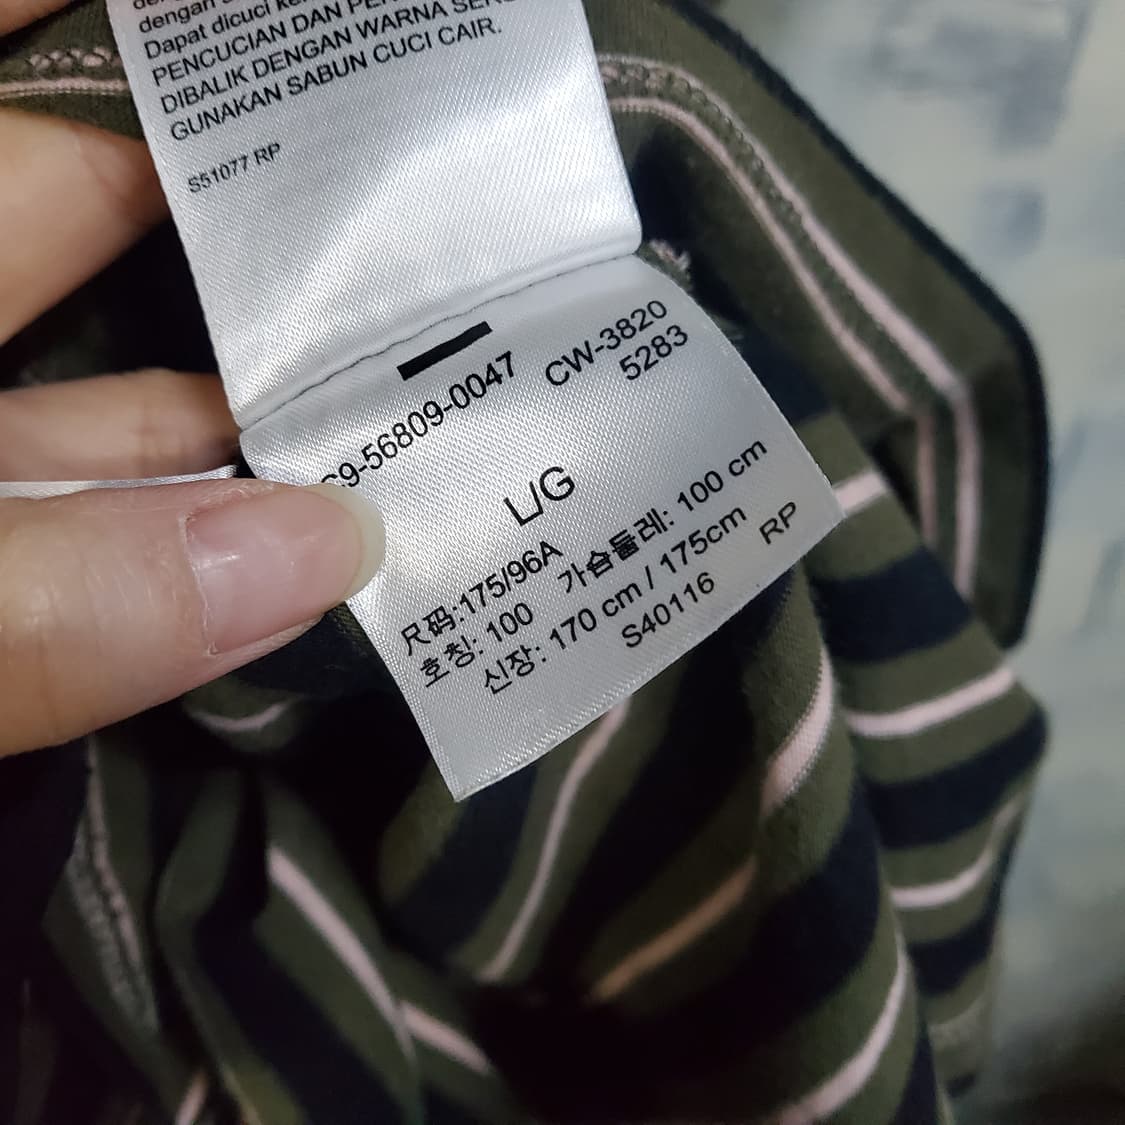 dengan
Dapat dicuci
PENCUCIAN DAN
DIBALIK DENGAN WARNA
GUNAKAN SABUN CUCI CAIR.
S51077 RP
9-56809-0047 CW-3820
5283
L/G
尺码:175/96A
호칭: 100 가슴둘레: 100 cm
신장: 170 cm / 175cm
S40116 RP